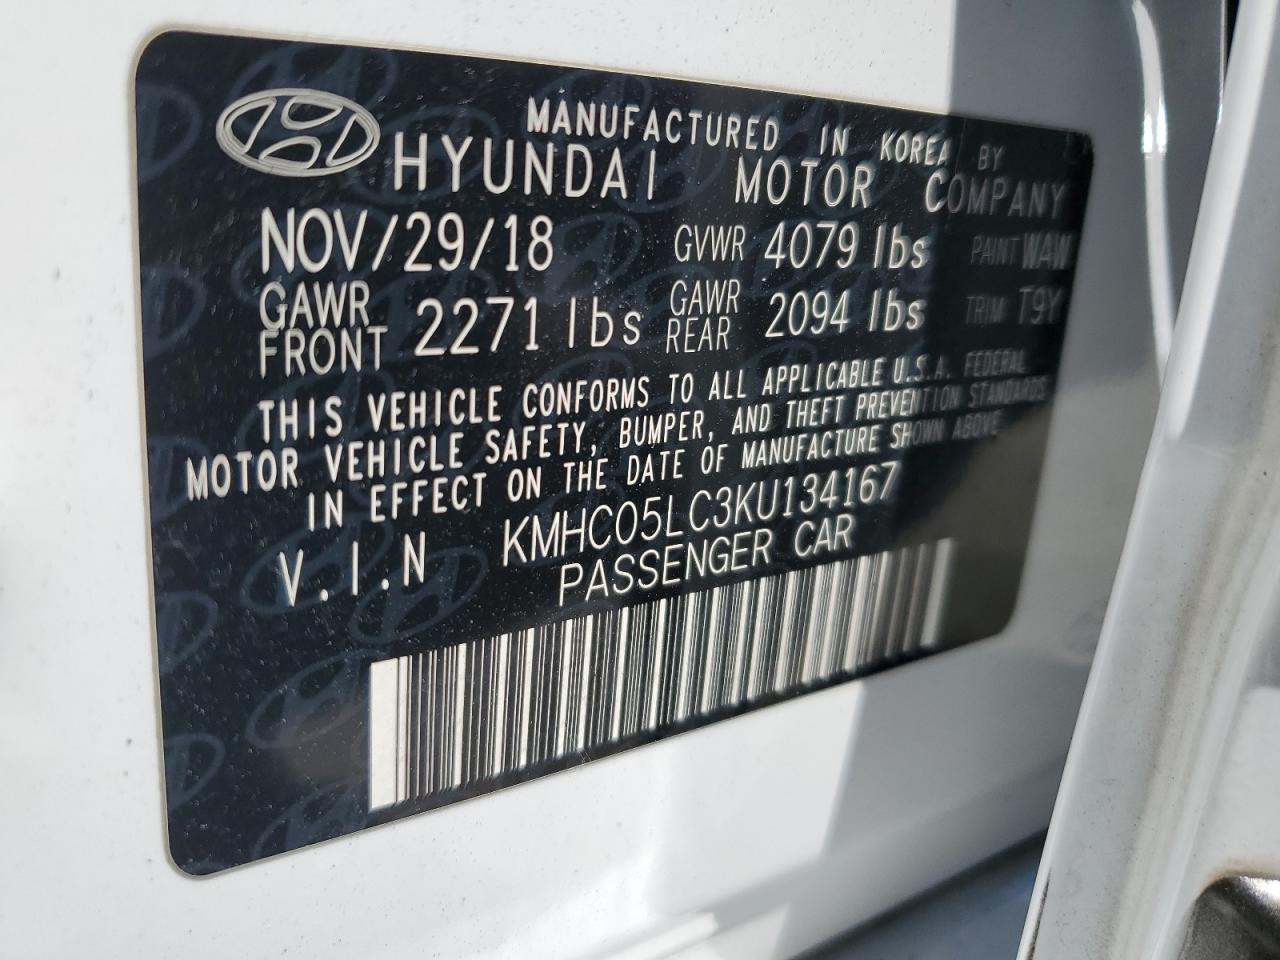 MANUFACTURED IN KOREA BY
HYUNDAI MOTOR COMPANY
NOV/29/18 GVWR 4079 lbs PAINT WAW
GAWR FRONT 2271 lbs GAWR REAR 2094 lbs TRIM T9Y
THIS VEHICLE CONFORMS TO ALL APPLICABLE U.S.A. FEDERAL
MOTOR VEHICLE SAFETY, BUMPER, AND THEFT PREVENTION STANDARDS
IN EFFECT ON THE DATE OF MANUFACTURE SHOWN ABOVE
V.I.N KMHC05LC3KU134167
PASSENGER CAR